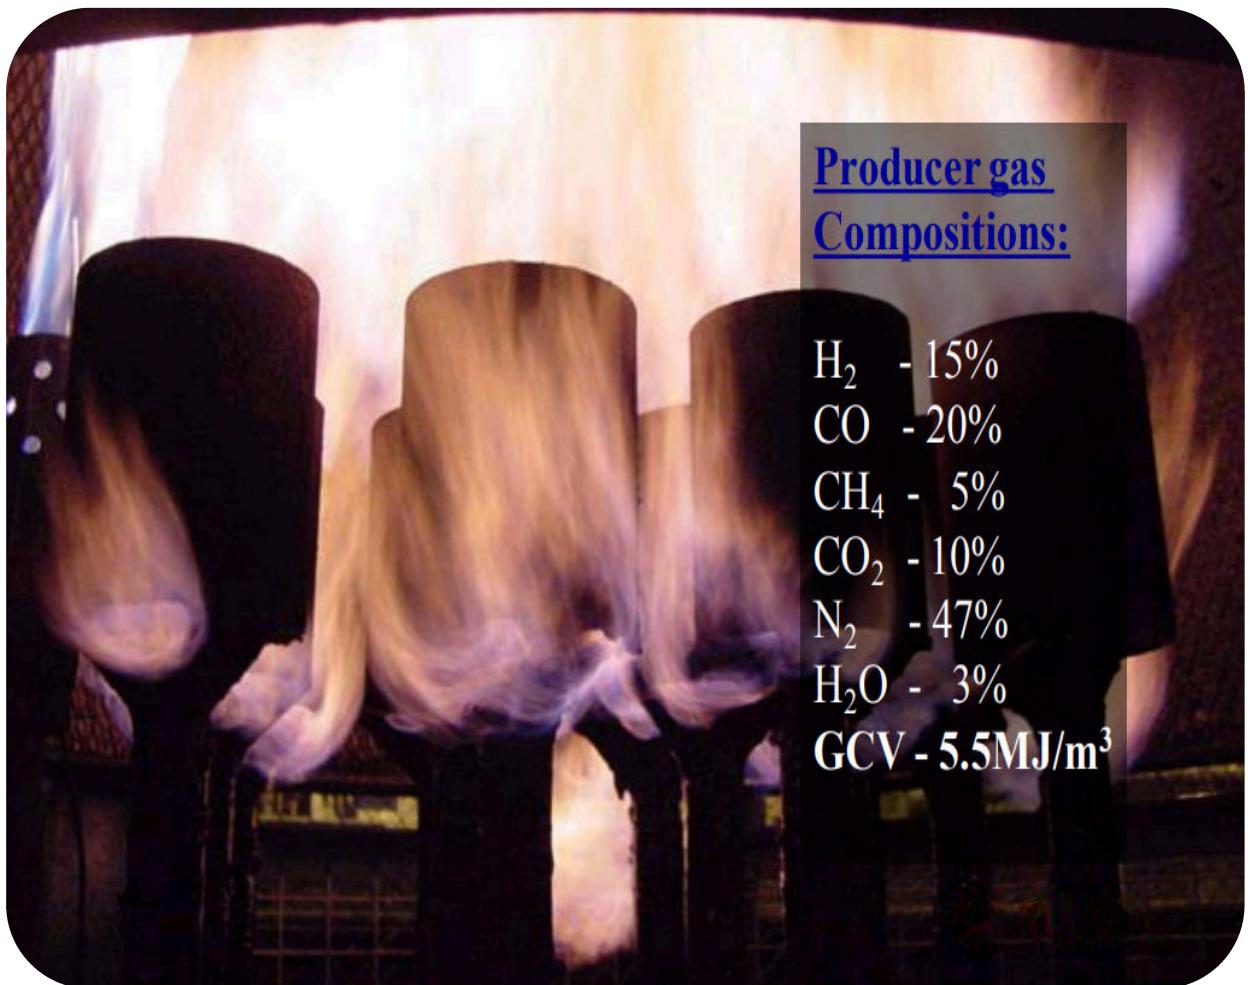 Producer gas
Compositions:
H₂ - 15%
CO - 20%
CH₄ - 5%
CO₂ - 10%
N₂ - 47%
H₂O - 3%
GCV - 5.5MJ/m³